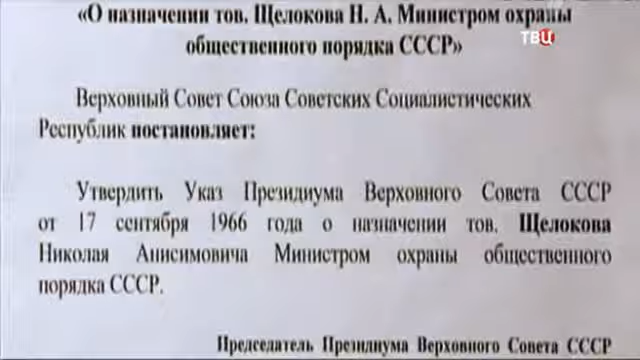 «О назначении тов. Щелокова Н. А. Министром охраны
ТВЦ
общественного порядка СССР»
Верховный Совет Союза Советских Социалистических
Республик постановляет:
Утвердить Указ Президиума Верховного Совета СССР
от 17 сентября 1966 года о назначении тов. Щелокова
Николая Анисимовича Министром охраны общественного
порядка СССР.
Председатель Президиума Верховного Совета СССР